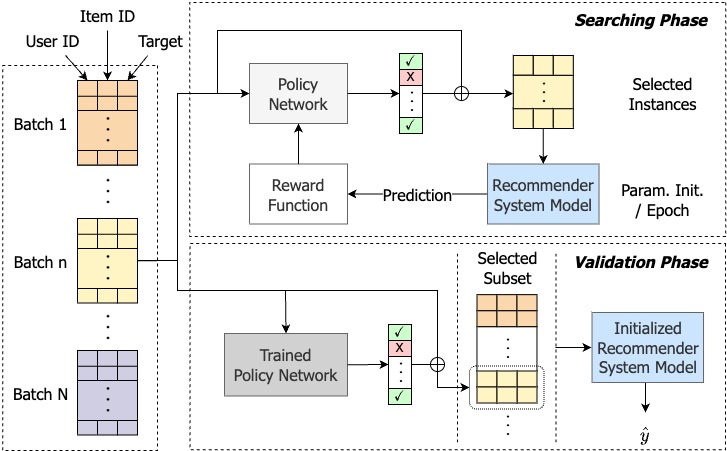 Item ID
User ID
Target
Batch 1
Batch n
Batch N
Searching Phase
Policy
Network
✓
X
✓
Selected
Instances
Reward
Function
Prediction
Recommender
System Model
Param. Init.
/ Epoch
Validation Phase
Selected
Subset
Trained
Policy Network
✓
X
✓
Initialized
Recommender
System Model
ŷ